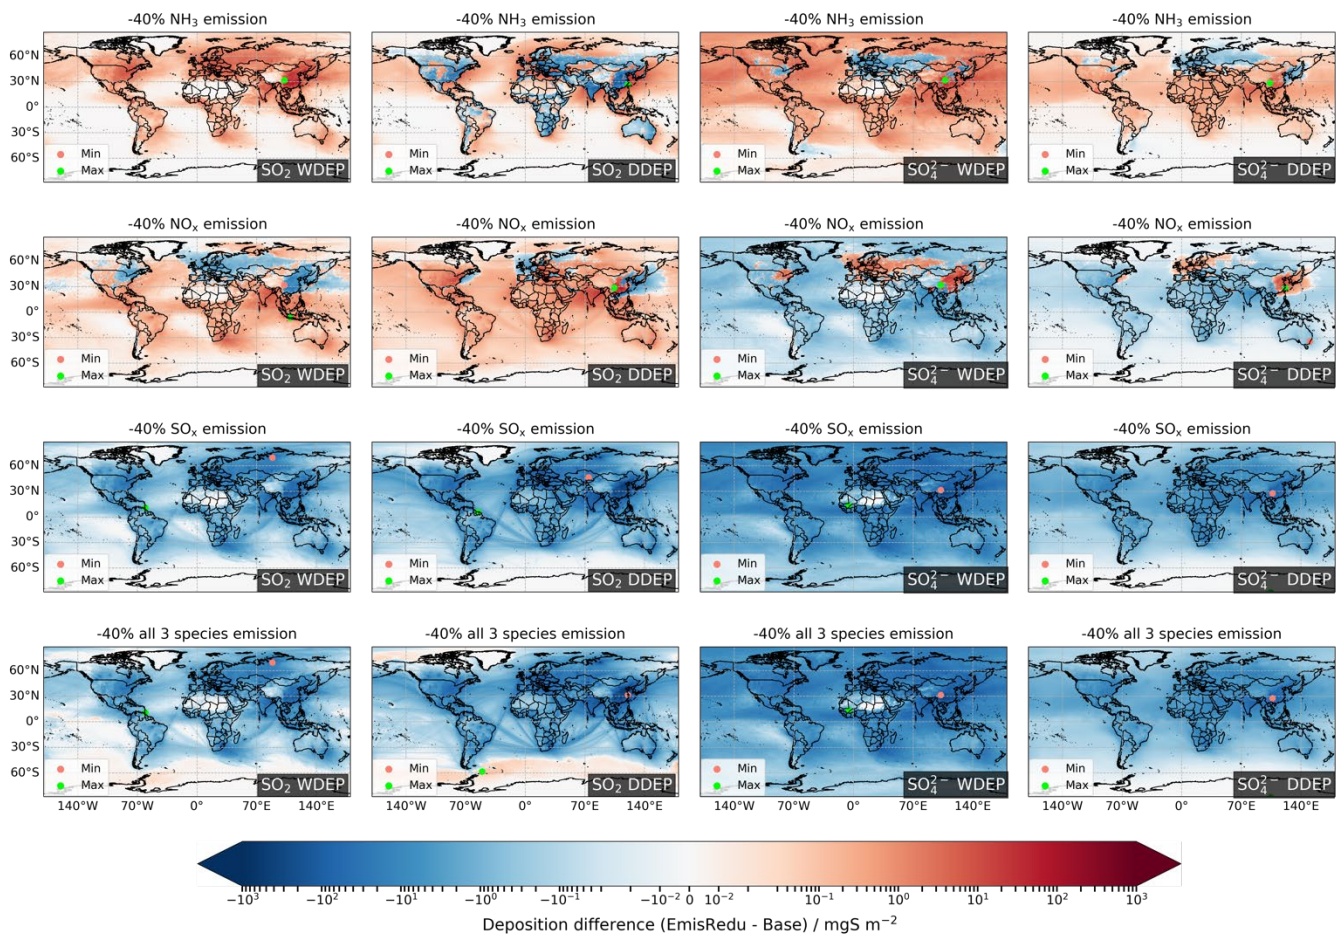 -40% NH₃ emission -40% NH₃ emission -40% NH₃ emission -40% NH₃ emission
60°N
30°N
0°
30°S
60°S
Min Min Min Min
Max Max Max Max
SO₂ WDEP SO₂ DDEP SO₄²⁻ WDEP SO₄²⁻ DDEP
-40% NOₓ emission -40% NOₓ emission -40% NOₓ emission -40% NOₓ emission
60°N
30°N
0°
30°S
60°S
Min Min Min Min
Max Max Max Max
SO₂ WDEP SO₂ DDEP SO₄²⁻ WDEP SO₄²⁻ DDEP
-40% SOₓ emission -40% SOₓ emission -40% SOₓ emission -40% SOₓ emission
60°N
30°N
0°
30°S
60°S
Min Min Min Min
Max Max Max Max
SO₂ WDEP SO₂ DDEP SO₄²⁻ WDEP SO₄²⁻ DDEP
-40% all 3 species emission -40% all 3 species emission -40% all 3 species emission -40% all 3 species emission
60°N
30°N
0°
30°S
60°S
Min Min Min Min
Max Max Max Max
SO₂ WDEP SO₂ DDEP SO₄²⁻ WDEP SO₄²⁻ DDEP
140°W 70°W 0° 70°E 140°E 140°W 70°W 0° 70°E 140°E 140°W 70°W 0° 70°E 140°E 140°W 70°W 0° 70°E 140°E
−10³ −10² −10¹ −10⁰ −10⁻¹ −10⁻² 0 10⁻² 10⁻¹ 10⁰ 10¹ 10² 10³
Deposition difference (EmisRedu - Base) / mgS m⁻²